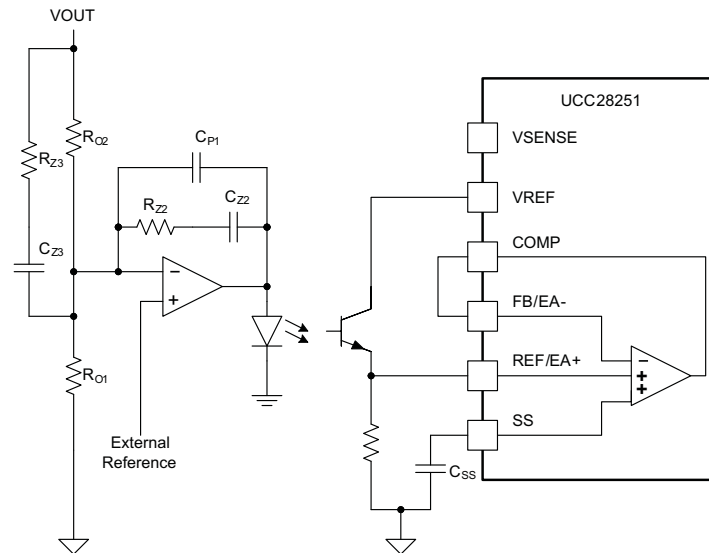 VOUT
UCC28251
R_Z3
R_O2
C_P1
R_Z2
C_Z2
C_Z3
VSENSE
VREF
COMP
FB/EA-
REF/EA+
SS
−
+
−
+
+
R_O1
External
Reference
C_SS